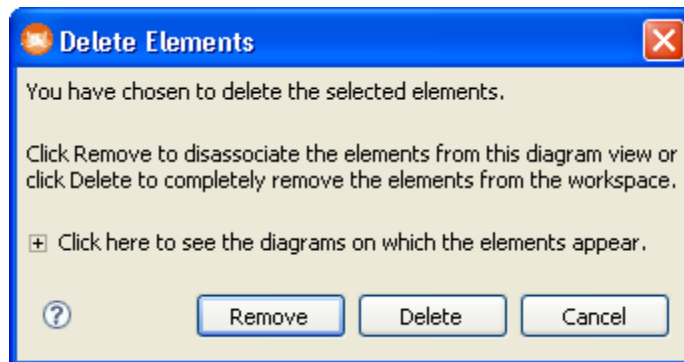 Delete Elements
You have chosen to delete the selected elements.
Click Remove to disassociate the elements from this diagram view or
click Delete to completely remove the elements from the workspace.
Click here to see the diagrams on which the elements appear.
Remove Delete Cancel